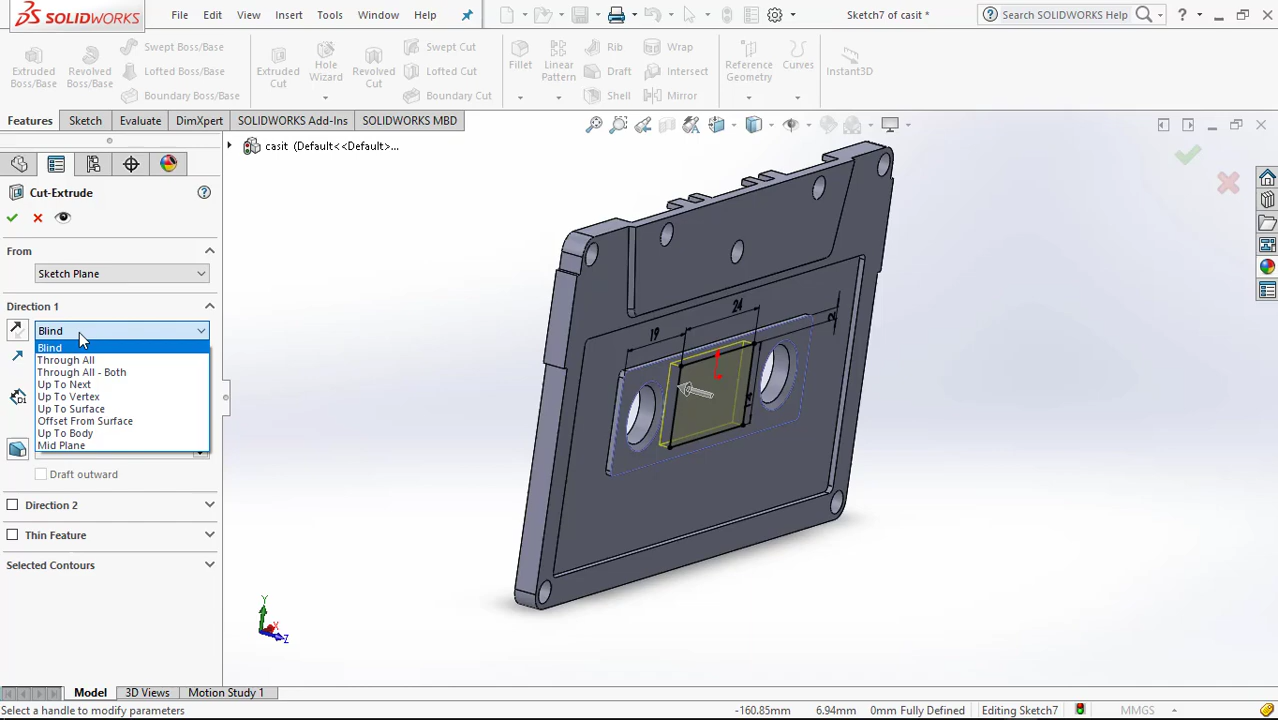 SOLIDWORKS
File Edit View Insert Tools Window Help
Sketch7 of casit *
Search SOLIDWORKS Help
Extruded Boss/Base
Revolved Boss/Base
Swept Boss/Base
Lofted Boss/Base
Boundary Boss/Base
Extruded Cut
Hole Wizard
Revolved Cut
Swept Cut
Lofted Cut
Boundary Cut
Fillet
Linear Pattern
Rib
Draft
Shell
Wrap
Intersect
Mirror
Reference Geometry
Curves
Instant3D
Features Sketch Evaluate DimXpert SOLIDWORKS Add-Ins SOLIDWORKS MBD
casit (Default<<Default>...
Cut-Extrude
From
Sketch Plane
Direction 1
Blind
Blind
Through All
Through All - Both
Up To Next
Up To Vertex
Up To Surface
Offset From Surface
Up To Body
Mid Plane
Draft outward
Direction 2
Thin Feature
Selected Contours
24
19
2
Y
X
Z
Model 3D Views Motion Study 1
Select a handle to modify parameters
-160.85mm 6.94mm 0mm Fully Defined Editing Sketch7 MMGS